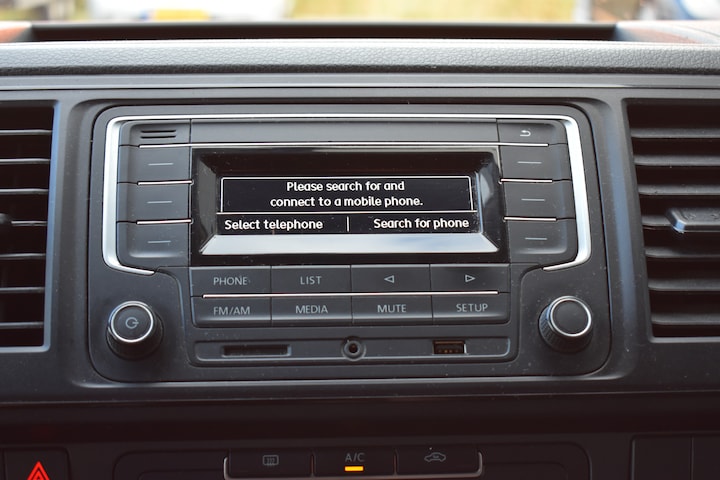 Please search for and
connect to a mobile phone.
Select telephone | Search for phone
PHONE LIST
FM/AM MEDIA MUTE SETUP
A/C